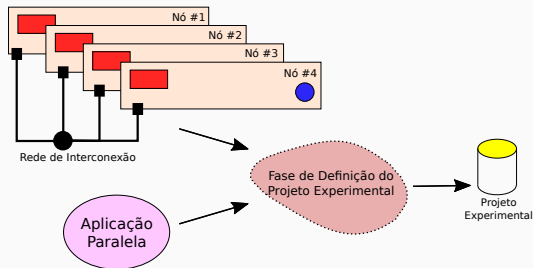 Nó #1
Nó #2
Nó #3
Nó #4
Rede de Interconexão
Fase de Definição do
Projeto Experimental
Aplicação
Paralela
Projeto
Experimental